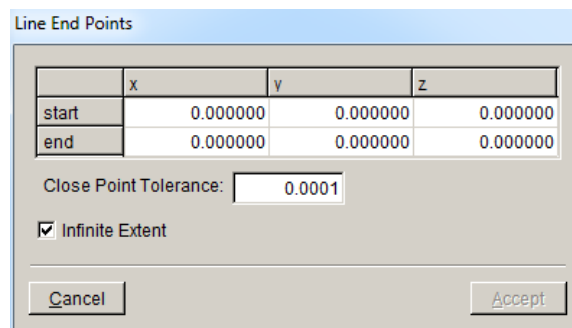 Line End Points
x y z
start 0.000000 0.000000 0.000000
end 0.000000 0.000000 0.000000
Close Point Tolerance: 0.0001
Infinite Extent
Cancel Accept